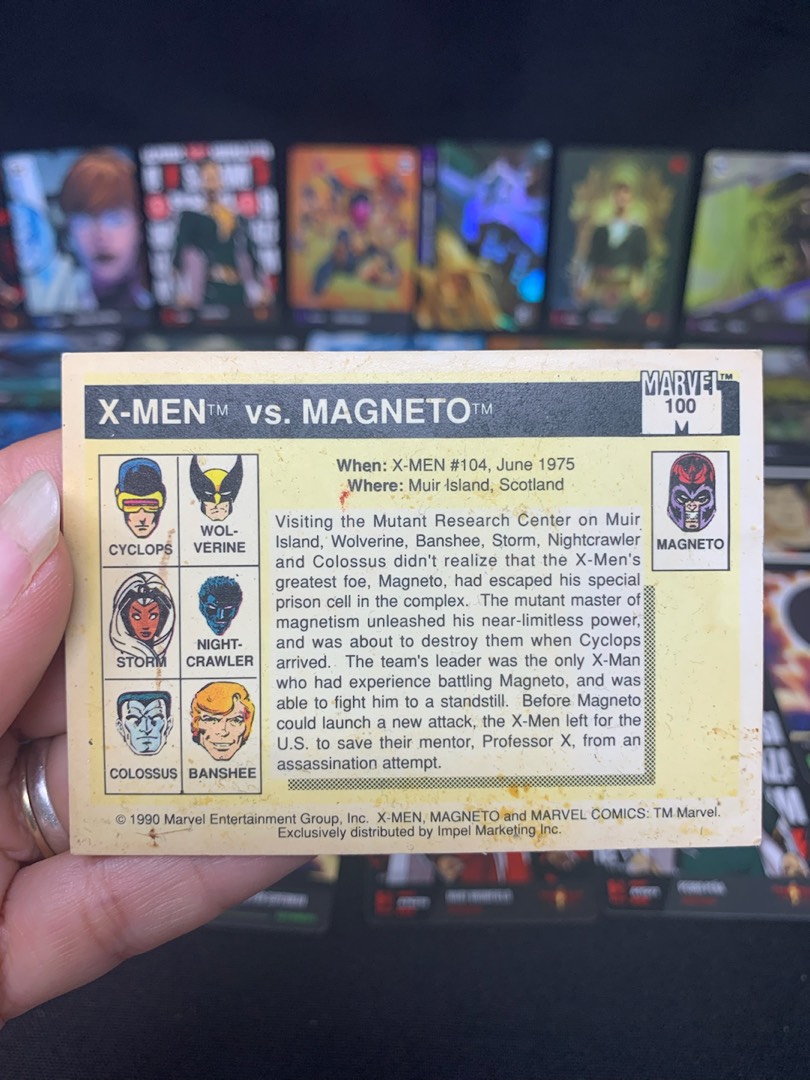 MARVEL™
100
X-MEN™ vs. MAGNETO™
When: X-MEN #104, June 1975
Where: Muir Island, Scotland
CYCLOPS
WOL-
VERINE
STORM
NIGHT-
CRAWLER
COLOSSUS
BANSHEE
Visiting the Mutant Research Center on Muir
Island, Wolverine, Banshee, Storm, Nightcrawler
and Colossus didn't realize that the X-Men's
greatest foe, Magneto, had escaped his special
prison cell in the complex. The mutant master of
magnetism unleashed his near-limitless power,
and was about to destroy them when Cyclops
arrived. The team's leader was the only X-Man
who had experience battling Magneto, and was
able to fight him to a standstill. Before Magneto
could launch a new attack, the X-Men left for the
U.S. to save their mentor, Professor X, from an
assassination attempt.
MAGNETO
© 1990 Marvel Entertainment Group, Inc. X-MEN, MAGNETO and MARVEL COMICS: TM Marvel.
Exclusively distributed by Impel Marketing Inc.